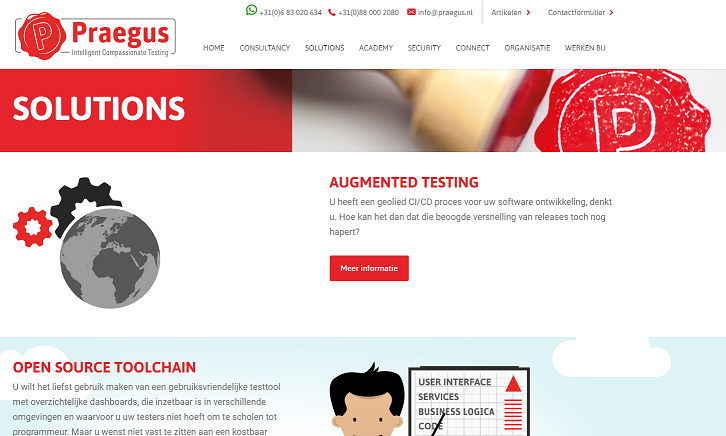 +31(0)6 83 020 634 +31(0)88 000 2080 info@praegus.nl Artikelen Contactformulier
P Praegus
Intelligent Compassionate Testing
HOME CONSULTANCY SOLUTIONS ACADEMY SECURITY CONNECT ORGANISATIE WERKEN BIJ
SOLUTIONS
P
AUGMENTED TESTING
U heeft een geolied CI/CD proces voor uw software ontwikkeling, denkt
u. Hoe kan het dan dat die beoogde versnelling van releases toch nog
hapert?
Meer informatie
OPEN SOURCE TOOLCHAIN
U wilt het liefst gebruik maken van een gebruiksvriendelijke testtool
met overzichtelijke dashboards, die inzetbaar is in verschillende
omgevingen en waarvoor u uw testers niet hoeft om te scholen tot
programmeur. Maar u wenst niet vast te zitten aan een kostbaar
USER INTERFACE
SERVICES
BUSINESS LOGICA
CODE